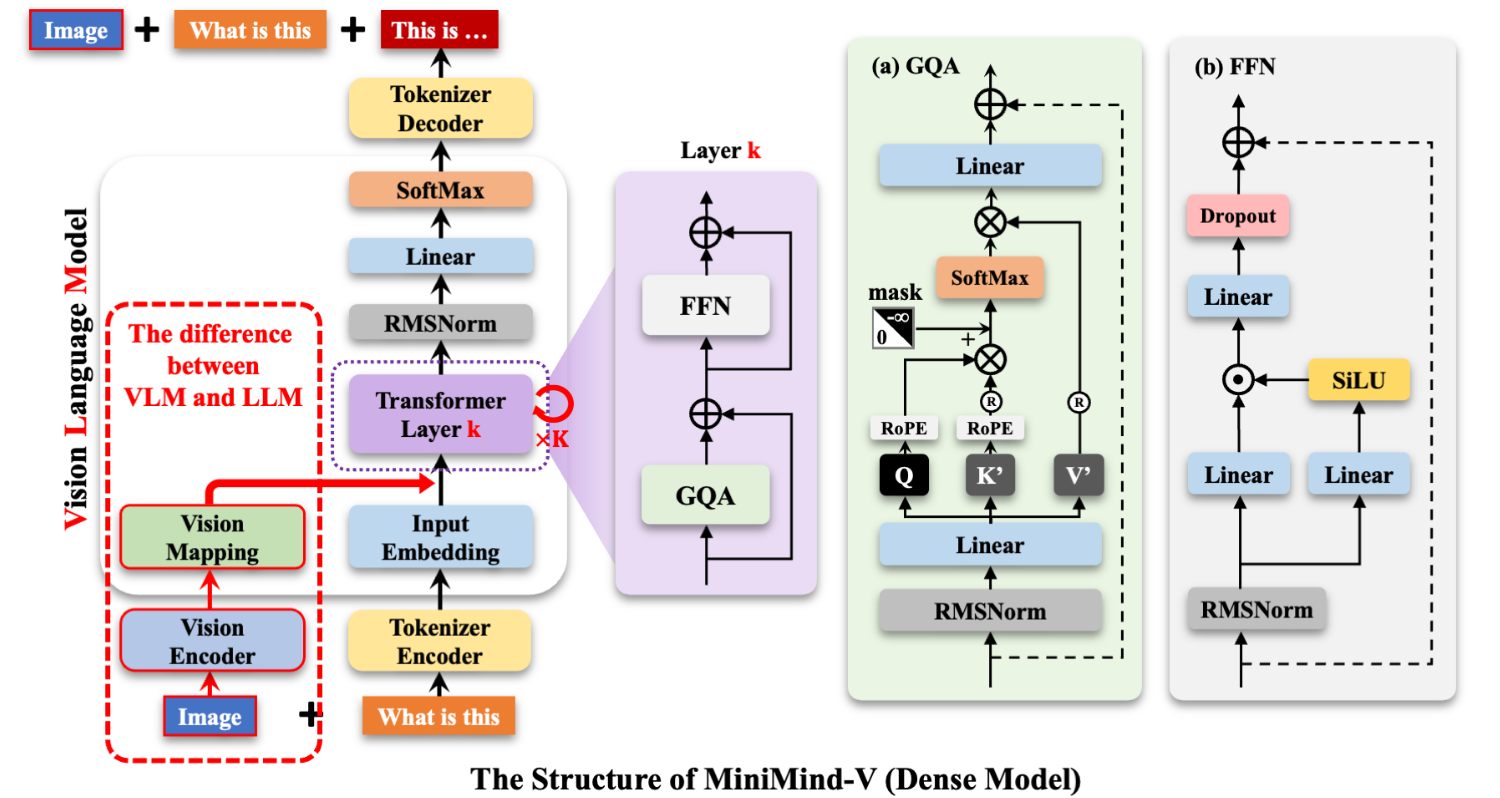 Image + What is this + This is …
Tokenizer
Decoder
SoftMax
Linear
RMSNorm
Transformer
Layer k
×K
Vision Language Model
The difference
between
VLM and LLM
Vision
Mapping
Input
Embedding
Vision
Encoder
Tokenizer
Encoder
Image + What is this
Layer k
FFN
GQA
(a) GQA
Linear
SoftMax
mask
-∞
0
+
R
R
RoPE
RoPE
Q
K’
V’
Linear
RMSNorm
(b) FFN
Dropout
Linear
SiLU
Linear
Linear
RMSNorm
The Structure of MiniMind-V (Dense Model)